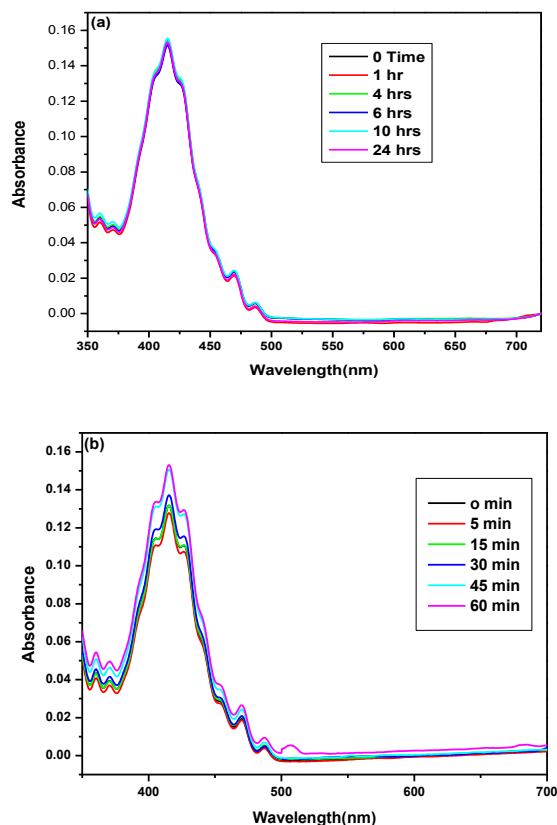 (a)
0.16
0.14
0.12
0.10
0.08
0.06
0.04
0.02
0.00
Absorbance
0 Time
1 hr
4 hrs
6 hrs
10 hrs
24 hrs
350 400 450 500 550 600 650 700
Wavelength(nm)
(b)
0.16
0.14
0.12
0.10
0.08
0.06
0.04
0.02
0.00
Absorbance
o min
5 min
15 min
30 min
45 min
60 min
400 500 600 700
Wavelength(nm)